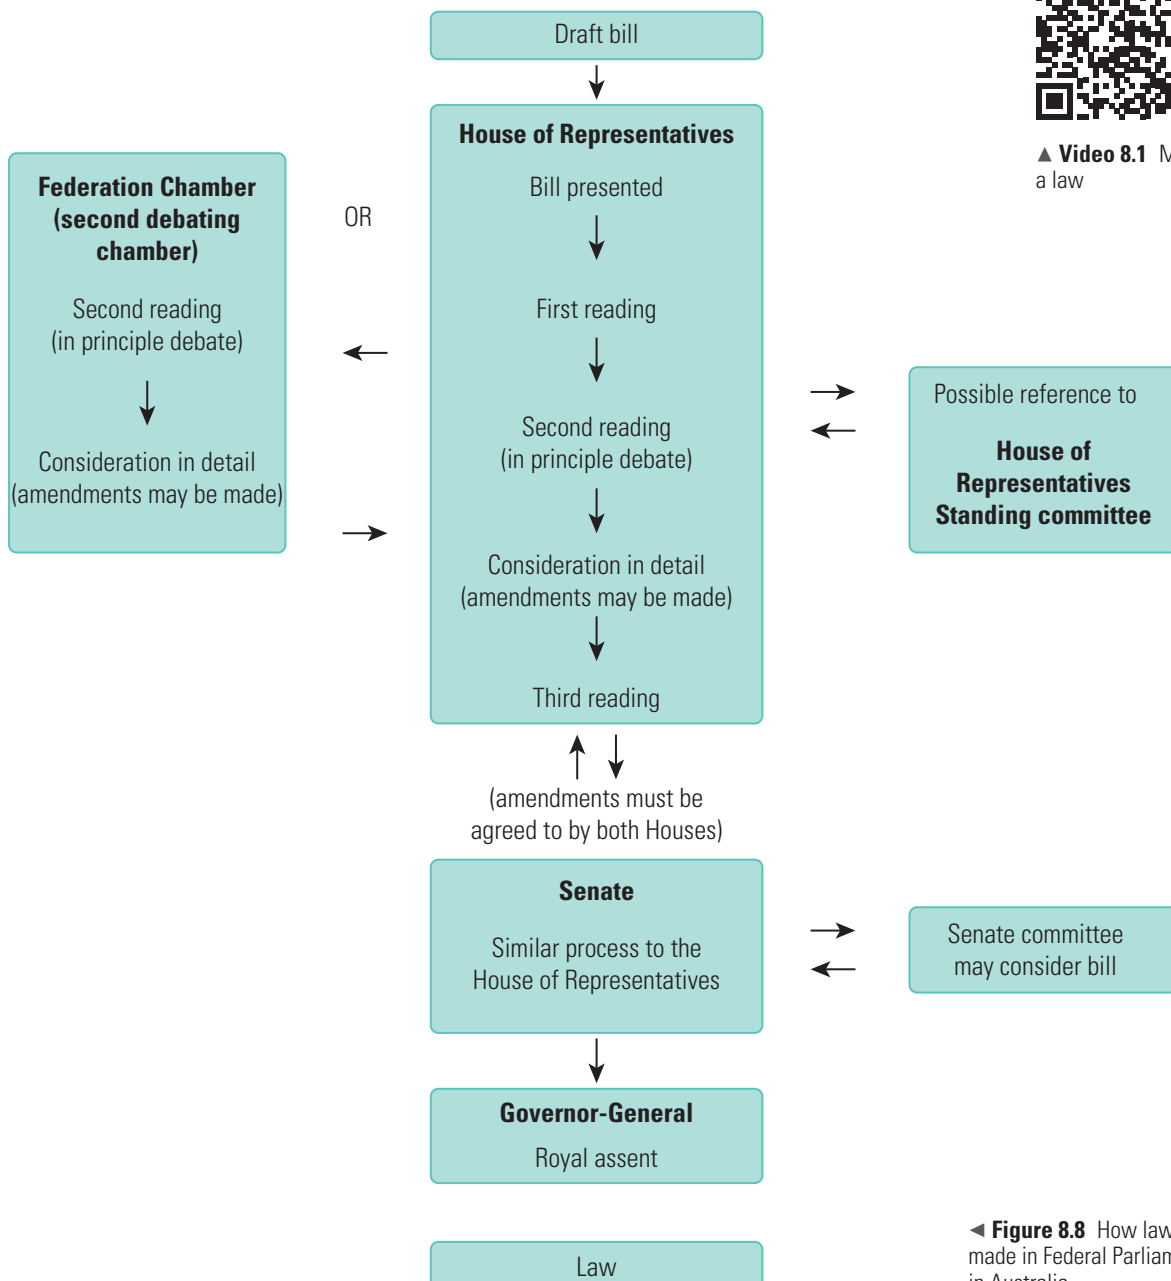 Draft bill
▲ Video 8.1
a law
House of Representatives
Bill presented
First reading
Second reading
(in principle debate)
Consideration in detail
(amendments may be made)
Third reading
Federation Chamber
(second debating
chamber)
Second reading
(in principle debate)
Consideration in detail
(amendments may be made)
OR
Possible reference to
House of
Representatives
Standing committee
(amendments must be
agreed to by both Houses)
Senate
Similar process to the
House of Representatives
Senate committee
may consider bill
Governor-General
Royal assent
Law
◄ Figure 8.8 How law
made in Federal Parliam
in Australia